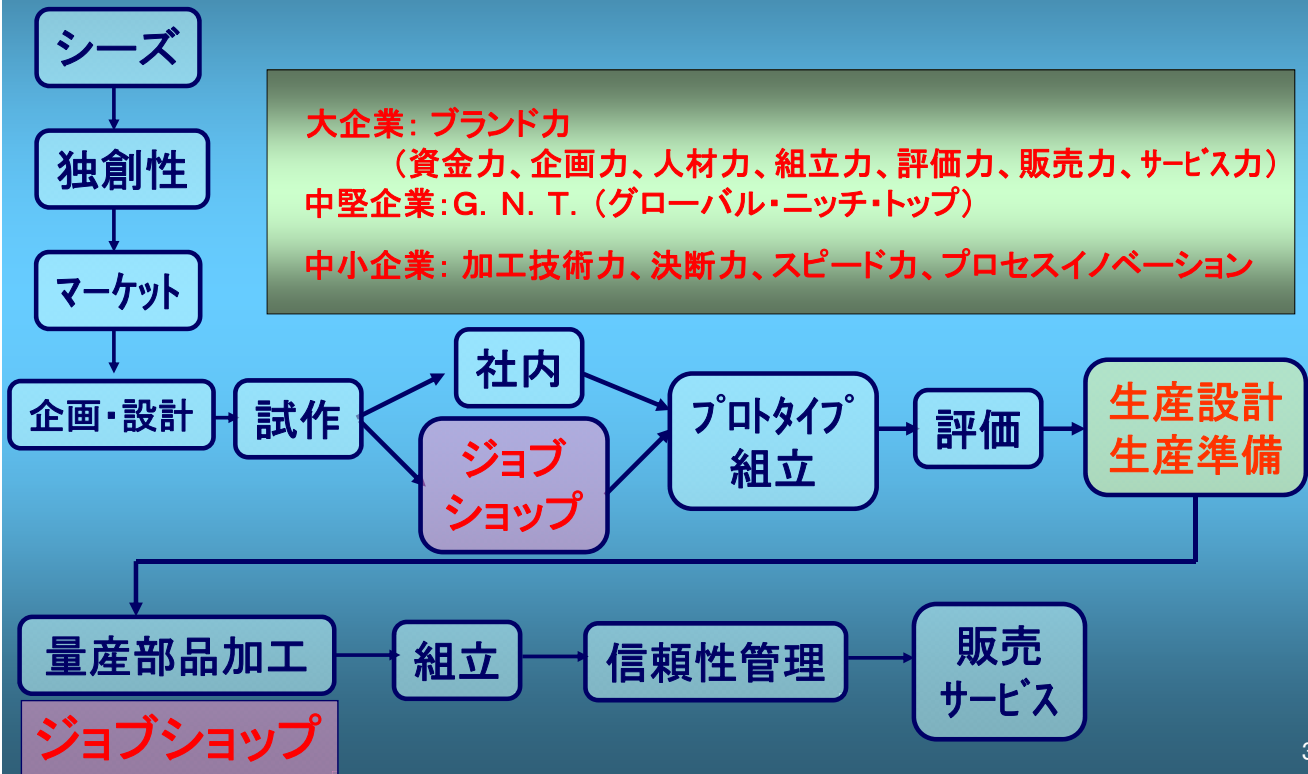 シーズ
独創性
マーケット
大企業： ブランド力
（資金力、企画力、人材力、組立力、評価力、販売力、サービス力）
中堅企業：G．N．T．（グローバル・ニッチ・トップ）
中小企業： 加工技術力、決断力、スピード力、プロセスイノベーション
企画・設計
試作
社内
ジョブ
ショップ
プロトタイプ
組立
評価
生産設計
生産準備
量産部品加工
ジョブショップ
組立
信頼性管理
販売
サービス
3